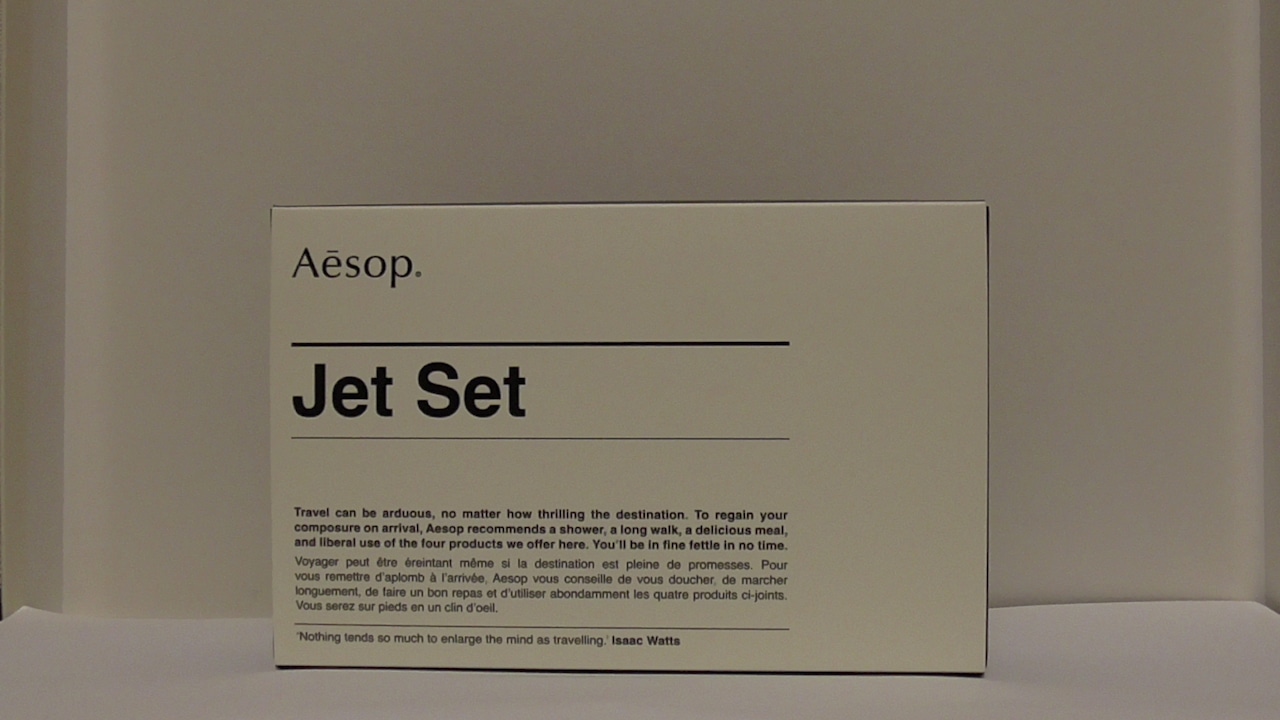 Aēsop.
Jet Set
Travel can be arduous, no matter how thrilling the destination. To regain your
composure on arrival, Aesop recommends a shower, a long walk, a delicious meal,
and liberal use of the four products we offer here. You'll be in fine fettle in no time.
Voyager peut être éreintant même si la destination est pleine de promesses. Pour
vous remettre d'aplomb à l'arrivée, Aesop vous conseille de vous doucher, de marcher
longuement, de faire un bon repas et d'utiliser abondamment les quatre produits ci-joints.
Vous serez sur pieds en un clin d'oeil.
'Nothing tends so much to enlarge the mind as travelling.' Isaac Watts